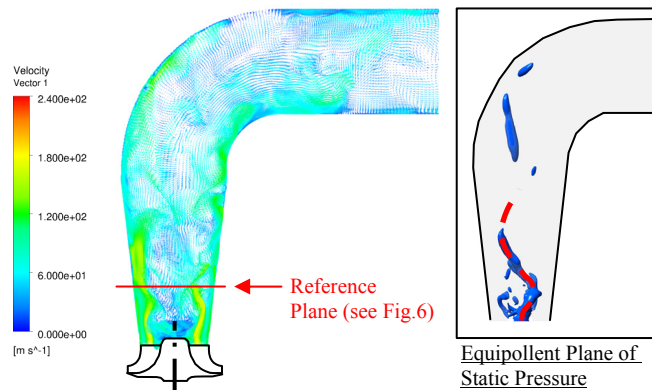 Velocity
Vector 1
2.400e+02
1.800e+02
1.200e+02
6.000e+01
0.000e+00
[m s^-1]
Reference
Plane (see Fig.6)
Equipollent Plane of
Static Pressure